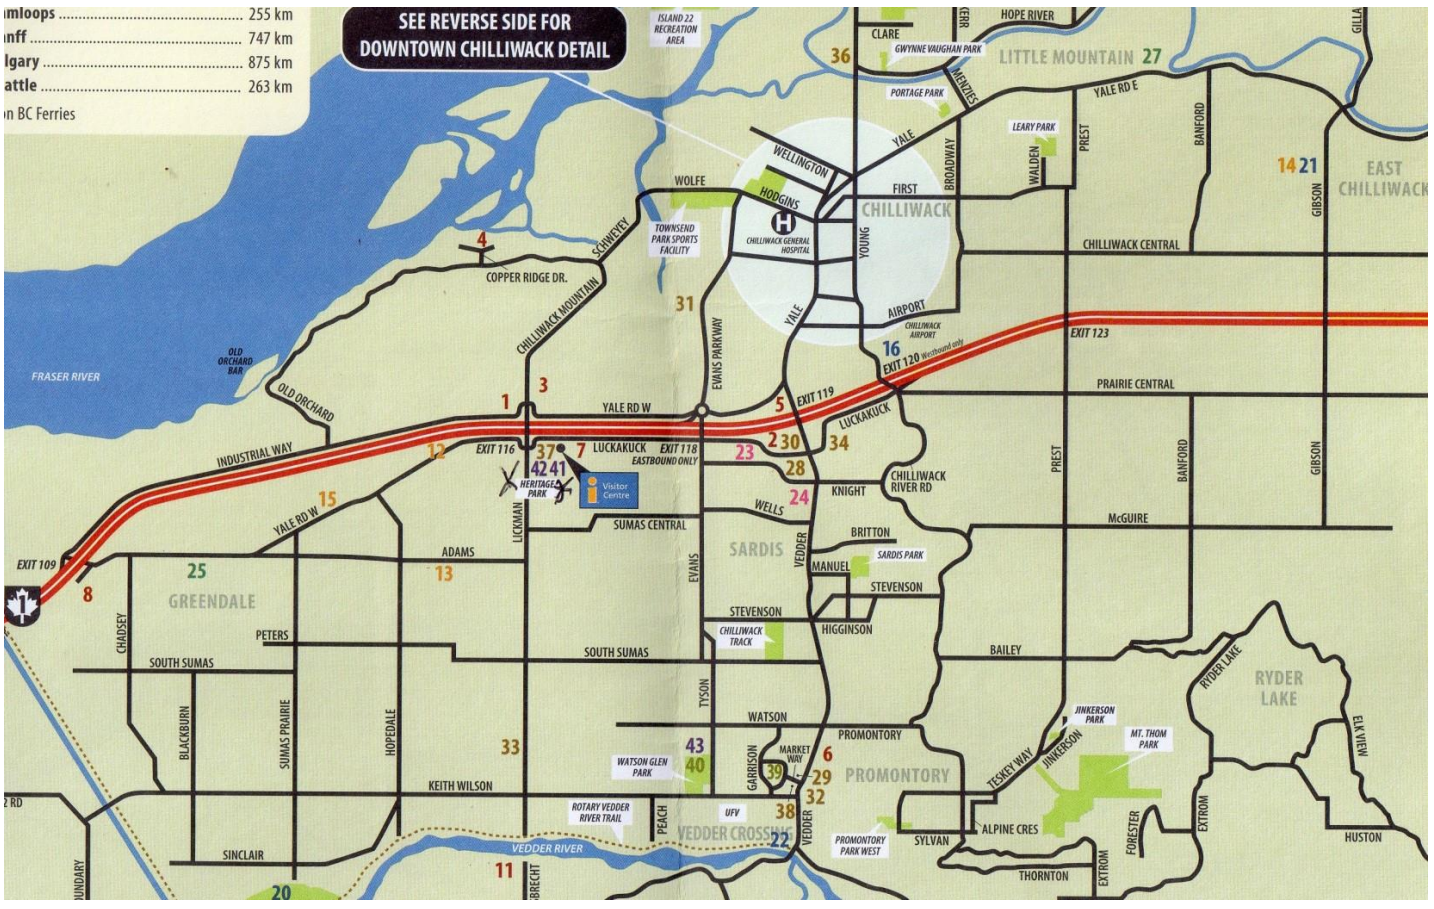 mloops ........ 255 km
anff ........ 747 km
lgary ........ 875 km
attle ........ 263 km
on BC Ferries
SEE REVERSE SIDE FOR
DOWNTOWN CHILLIWACK DETAIL
ISLAND 22
RECREATION
AREA
CLARE
KERR
HOPE RIVER
GILLA
36
GWYNNE VAUGHAN PARK
LITTLE MOUNTAIN 27
MENZIES
PORTAGE PARK
YALE RD E
LEARY PARK
PREST
BANFORD
WELLINGTON
YALE
BROADWAY
WALDEN
14 21
EAST
CHILLIWACK
GIBSON
WOLFE
HODGINS
FIRST
CHILLIWACK
H
CHILLIWACK GENERAL
HOSPITAL
YOUNG
TOWNSEND
PARK SPORTS
FACILITY
SCHWEYEY
4
COPPER RIDGE DR.
CHILLIWACK CENTRAL
CHILLIWACK MOUNTAIN
31
EVANS PARKWAY
YALE
AIRPORT
CHILLIWACK
AIRPORT
16
EXIT 120 Westbound only
EXIT 123
OLD
ORCHARD
BAR
FRASER RIVER
OLD ORCHARD
3
1
YALE RD W
5
EXIT 119
LUCKAKUCK
PRAIRIE CENTRAL
INDUSTRIAL WAY
12
EXIT 116
37
7
LUCKAKUCK
EXIT 118
EASTBOUND ONLY
23
2
30
34
42 41
HERITAGE
PARK
i
Visitor
Centre
28
24
KNIGHT
CHILLIWACK
RIVER RD
PREST
BANFORD
GIBSON
15
YALE RD W
LICKMAN
SUMAS CENTRAL
WELLS
McGUIRE
EXIT 109
1
8
25
GREENDALE
ADAMS
13
EVANS
SARDIS
VEDDER
BRITTON
SARDIS PARK
MANUEL
STEVENSON
STEVENSON
HIGGINSON
CHILLIWACK
TRACK
CHADSEY
PETERS
SOUTH SUMAS
SOUTH SUMAS
BAILEY
RYDER LAKE
RYDER
LAKE
TYSON
BLACKBURN
SUMAS PRAIRIE
HOPEDALE
33
WATSON
PROMONTORY
JINKERSON
PARK
MT. THOM
PARK
ELK VIEW
43
WATSON GLEN
PARK
40
GARRISON
MARKET
WAY
39
6
29
32
38
PROMONTORY
TESKEY WAY
JINKERSON
2 RD
KEITH WILSON
ROTARY VEDDER
RIVER TRAIL
PEACH
UFV
VEDDER CROSSING
22
VEDDER
PROMONTORY
PARK WEST
SYLVAN
ALPINE CRES
FORESTER
EXTROM
HUSTON
SINCLAIR
VEDDER RIVER
11
20
OUNDARY
BRECHT
THORNTON
EXTROM